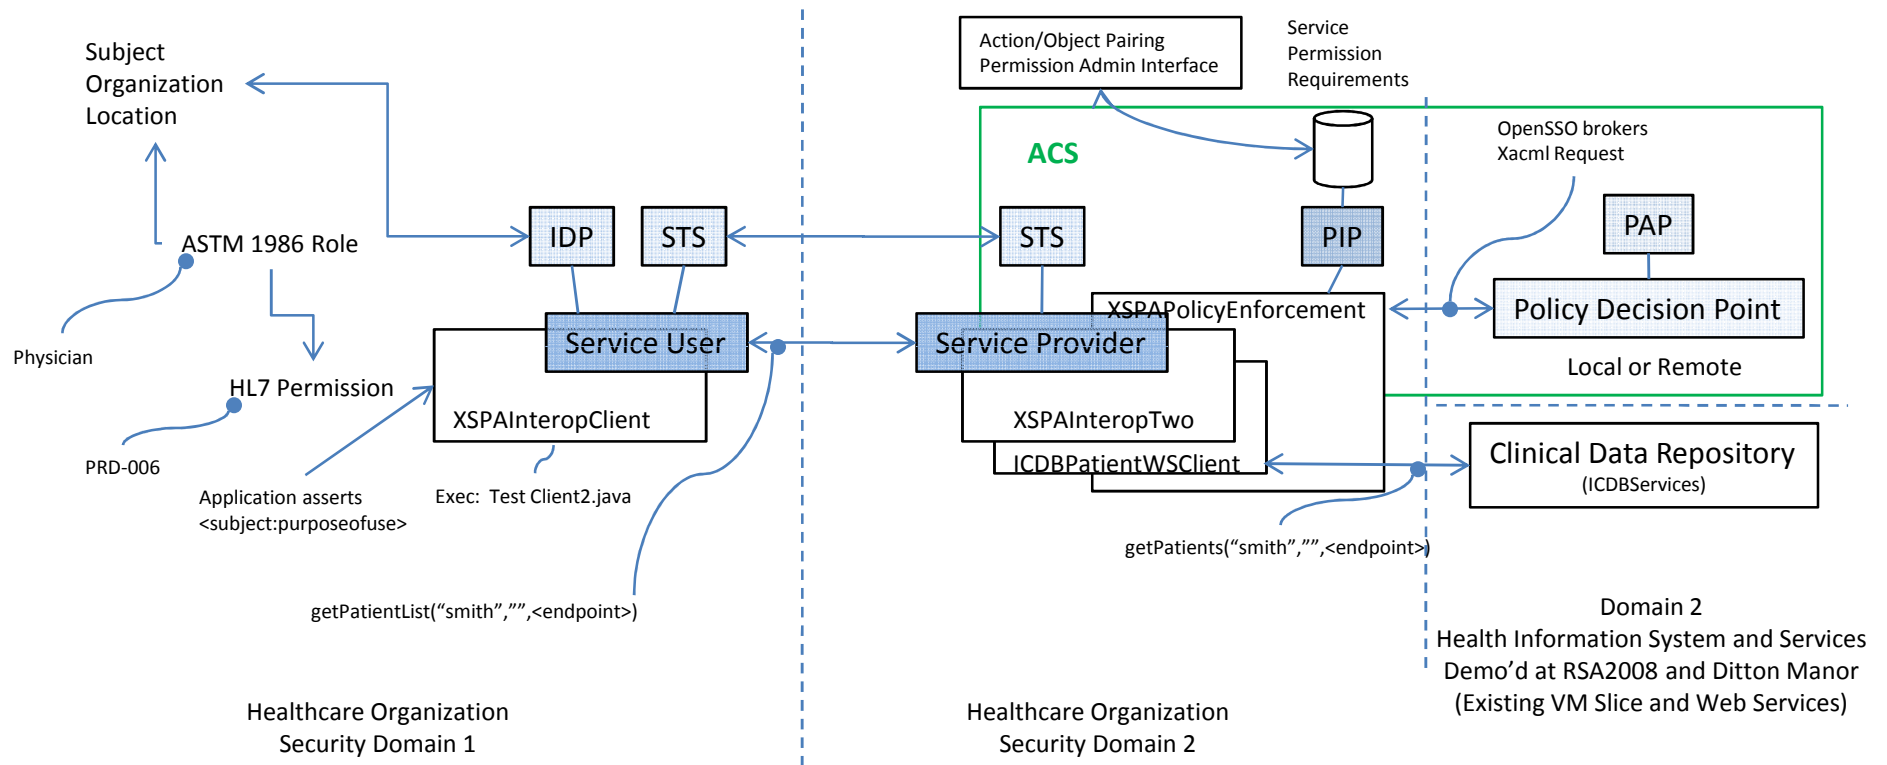 Subject
Organization
Location
Action/Object Pairing
Permission Admin Interface
Service
Permission
Requirements
ACS
OpenSSO brokers
Xacml Request
ASTM 1986 Role
IDP
STS
STS
PIP
PAP
Physician
Service User
Service Provider
XSPAPolicyEnforcement
Policy Decision Point
Local or Remote
HL7 Permission
XSPAInteropClient
XSPAInteropTwo
ICDBPatientWSClient
Clinical Data Repository
(ICDBServices)
PRD-006
Application asserts
<subject:purposeofuse>
Exec:  Test Client2.java
getPatients(“smith”,””,<endpoint>)
getPatientList(“smith”,””,<endpoint>)
Domain 2
Health Information System and Services
Demo’d at RSA2008 and Ditton Manor
(Existing VM Slice and Web Services)
Healthcare Organization
Security Domain 1
Healthcare Organization
Security Domain 2